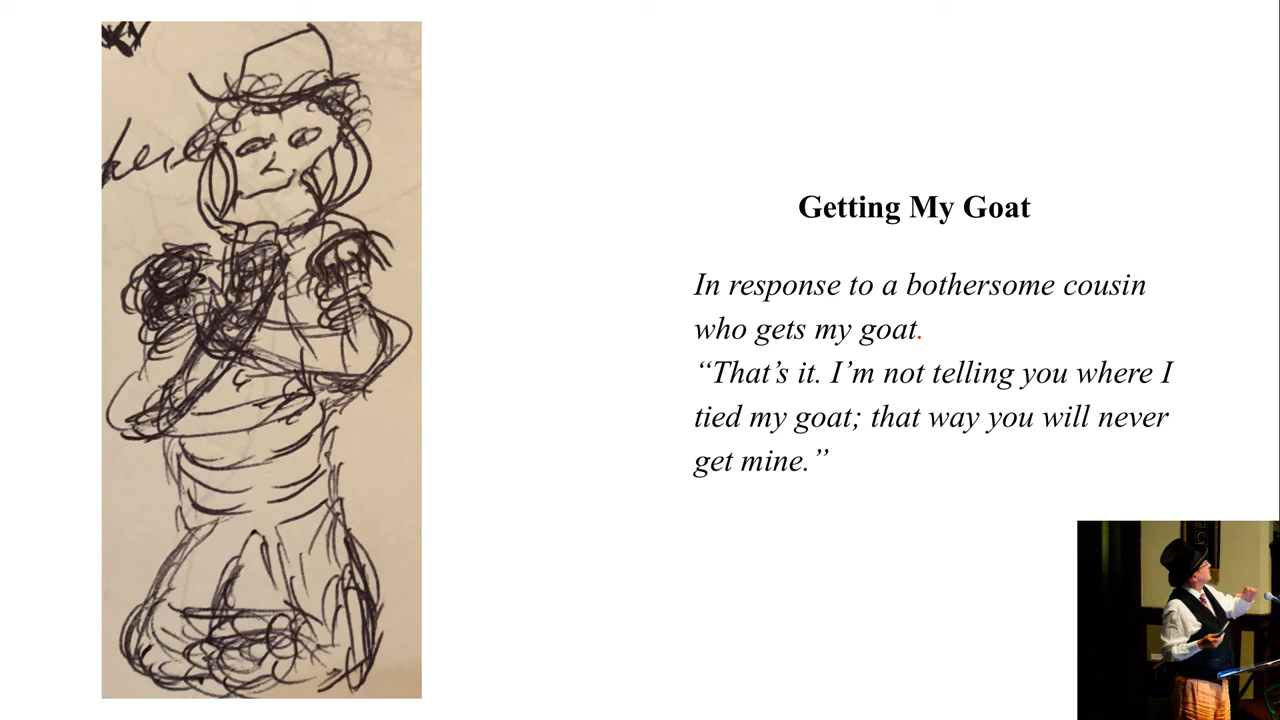 Getting My Goat
In response to a bothersome cousin
who gets my goat.
“That’s it. I’m not telling you where I
tied my goat; that way you will never
get mine.”